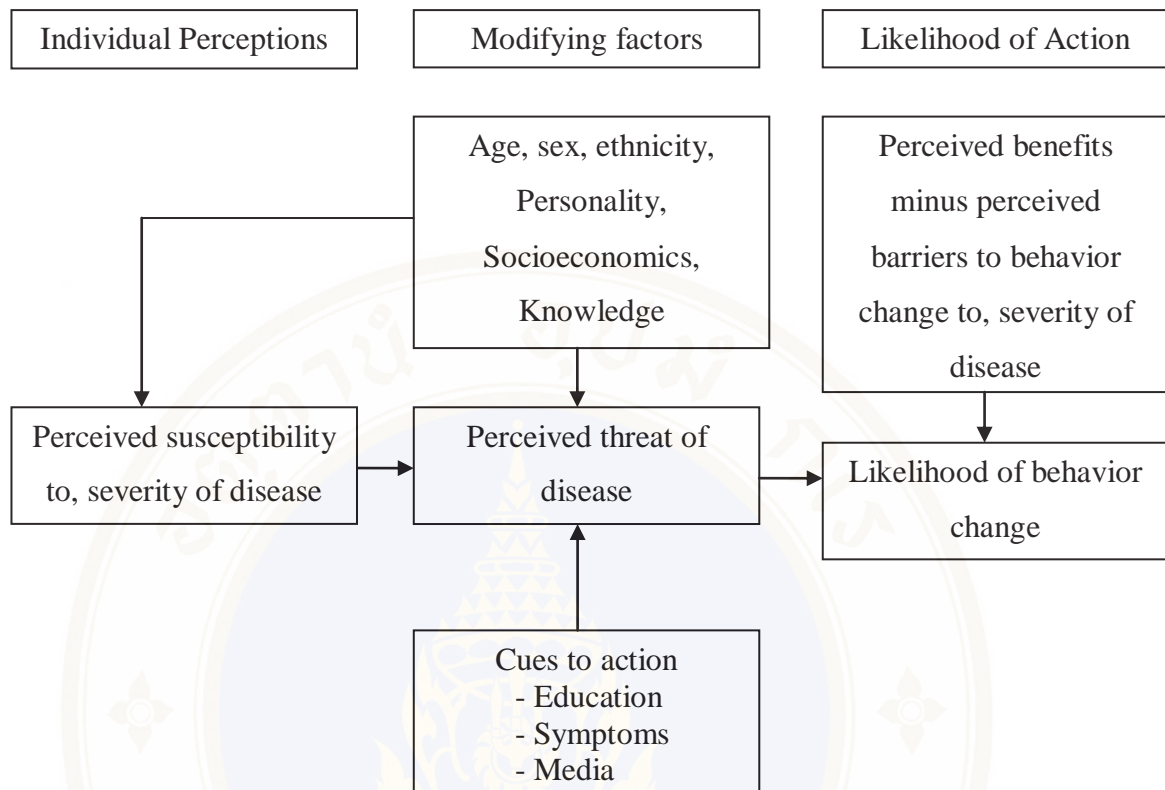 Individual Perceptions
Modifying factors
Likelihood of Action
Age, sex, ethnicity,
Personality,
Socioeconomics,
Knowledge
Perceived benefits
minus perceived
barriers to behavior
change to, severity of
disease
Perceived susceptibility
to, severity of disease
Perceived threat of
disease
Likelihood of behavior
change
Cues to action
- Education
- Symptoms
- Media